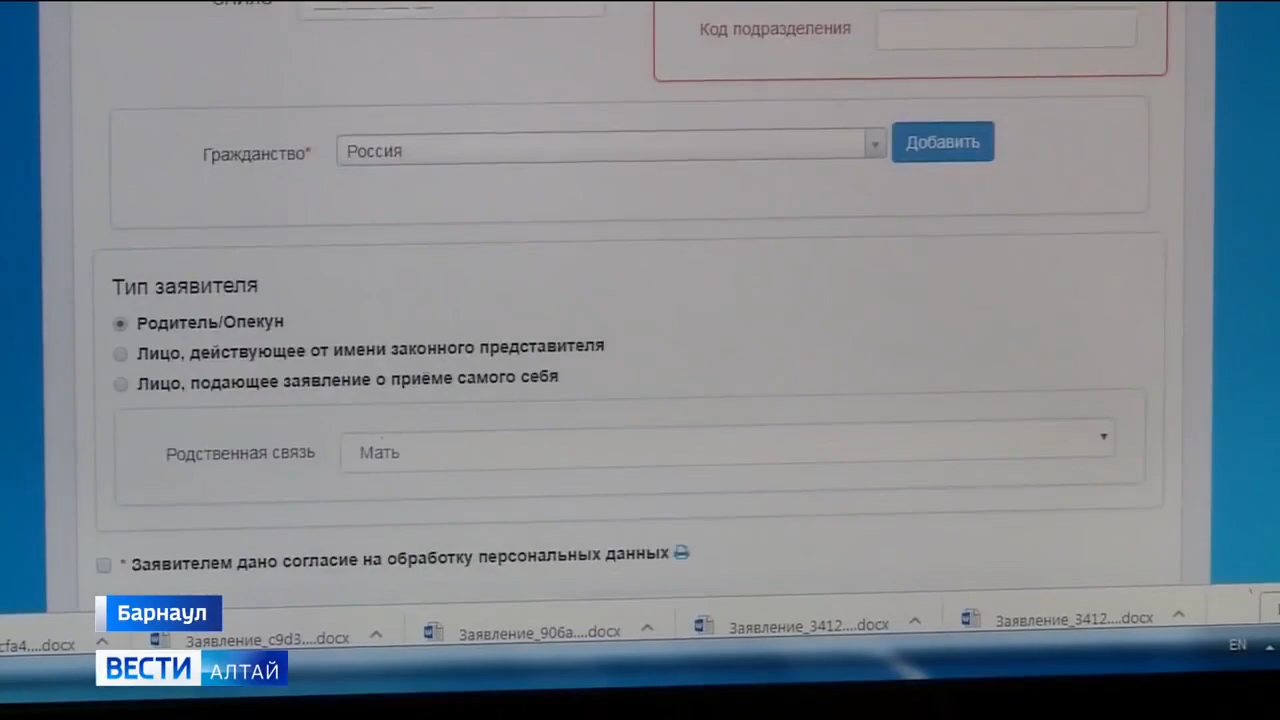 Код подразделения
Гражданство*
Россия
Добавить
Тип заявителя
Родитель/Опекун
Лицо, действующее от имени законного представителя
Лицо, подающее заявление о приёме самого себя
Родственная связь
Мать
* Заявителем дано согласие на обработку персональных данных
cfa4....docx
Заявление_c9d3....docx
Заявление_906a....docx
Заявление_3412....docx
Заявление_3412....docx
EN
Барнаул
ВЕСТИ АЛТАЙ